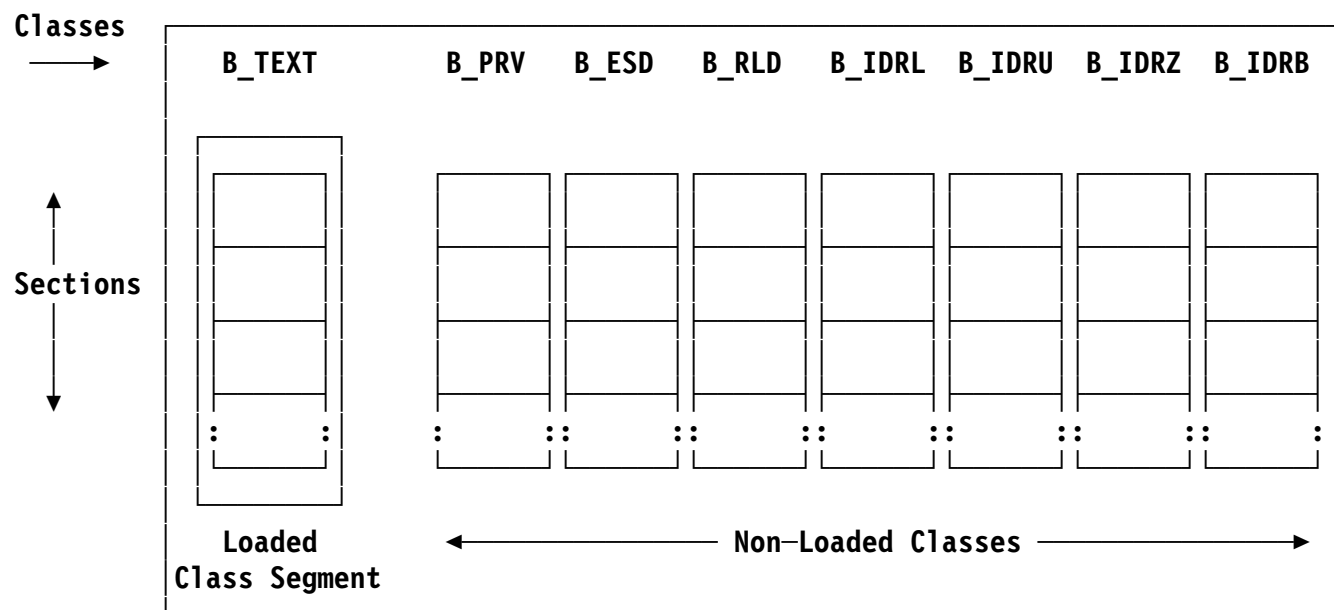 Classes
B_TEXT B_PRV B_ESD B_RLD B_IDRL B_IDRU B_IDRZ B_IDRB
Sections
: : : :: :: :: :: :: :: :
Loaded
Class Segment
Non-Loaded Classes